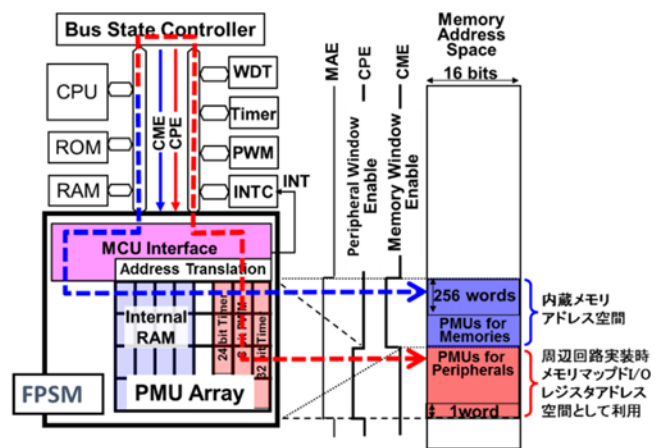 Bus State Controller
CPU
ROM
RAM
CME
CPE
WDT
Timer
PWM
INTC
INT
MCU Interface
Address Translation
Internal
RAM
24 bit Timer
PWM
32 bit Timer
PMU Array
FPSM
MAE
CPE
CME
Peripheral Window
Enable
Memory Window
Enable
Memory
Address
Space
16 bits
256 words
PMUs for
Memories
PMUs for
Peripherals
1word
内蔵メモリ
アドレス空間
周辺回路実装時
メモリマップドI/O
レジスタアドレス
空間として利用